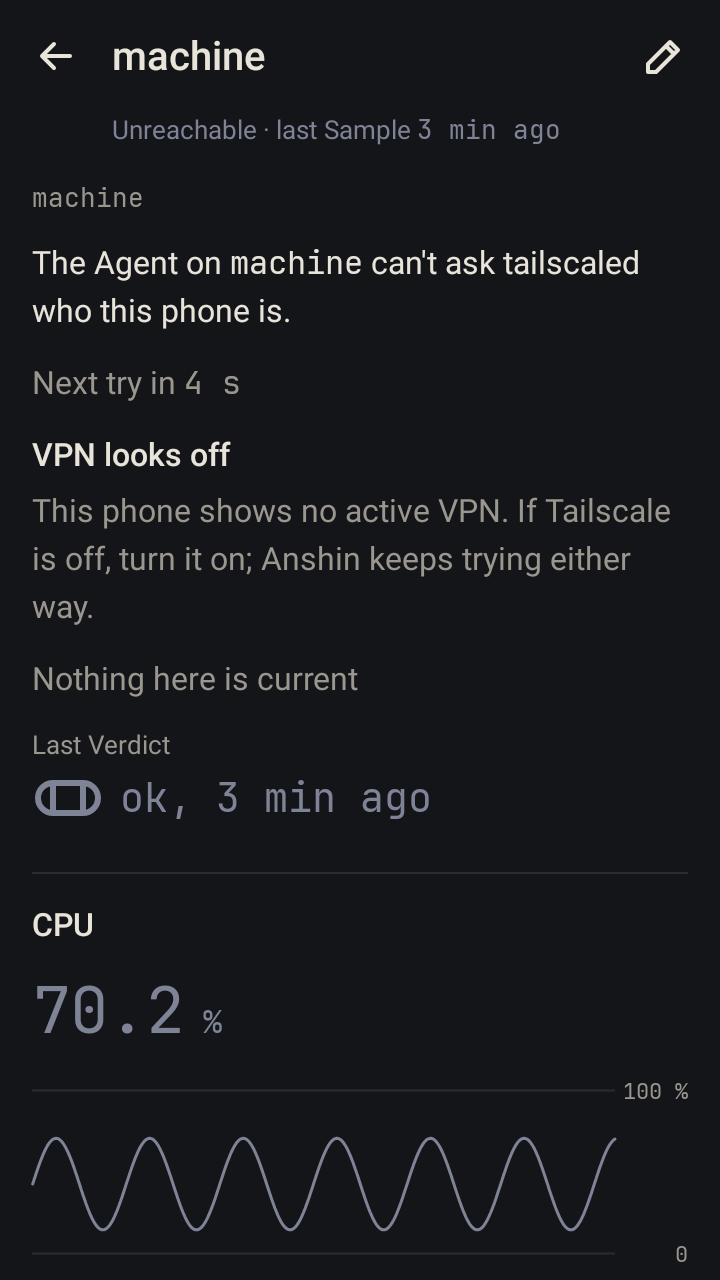 machine
Unreachable · last Sample 3 min ago
machine
The Agent on machine can't ask tailscaled
who this phone is.
Next try in 4 s
VPN looks off
This phone shows no active VPN. If Tailscale
is off, turn it on; Anshin keeps trying either
way.
Nothing here is current
Last Verdict
ok, 3 min ago
CPU
70.2 %
100 %
0